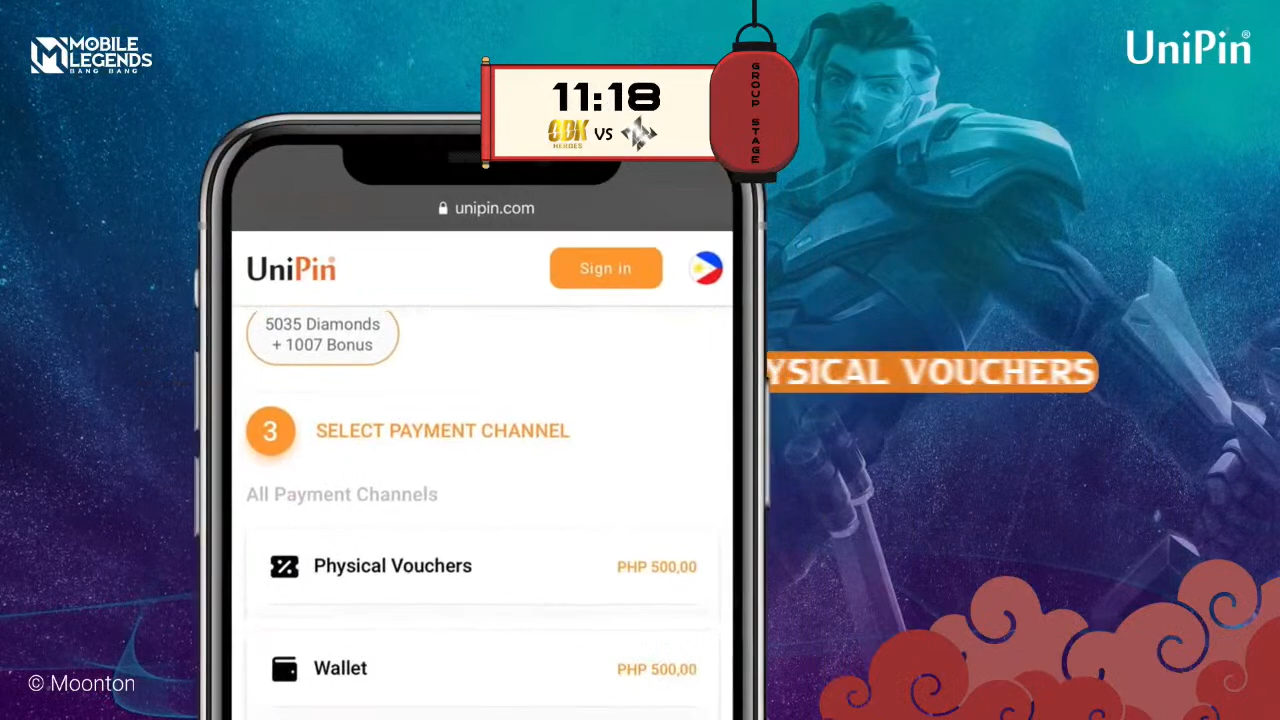 MOBILE
LEGENDS
BANG BANG
11:18
ODK
HEROES
VS
GROUP STAGE
UniPin®
unipin.com
UniPin®
Sign in
5035 Diamonds
+ 1007 Bonus
YSICAL VOUCHERS
3
SELECT PAYMENT CHANNEL
All Payment Channels
Physical Vouchers
PHP 500,00
Wallet
PHP 500,00
© Moonton